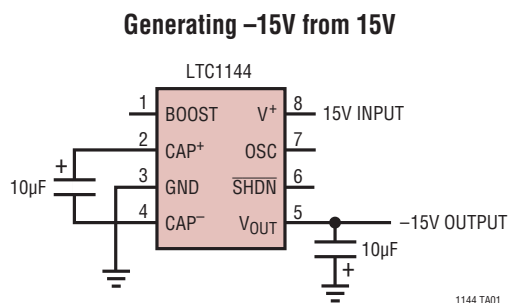 Generating –15V from 15V
LTC1144
1 BOOST V+ 8 15V INPUT
2 CAP+ OSC 7
+
10µF
3 GND SHDN 6
4 CAP– VOUT 5 –15V OUTPUT
10µF
+
1144 TA01